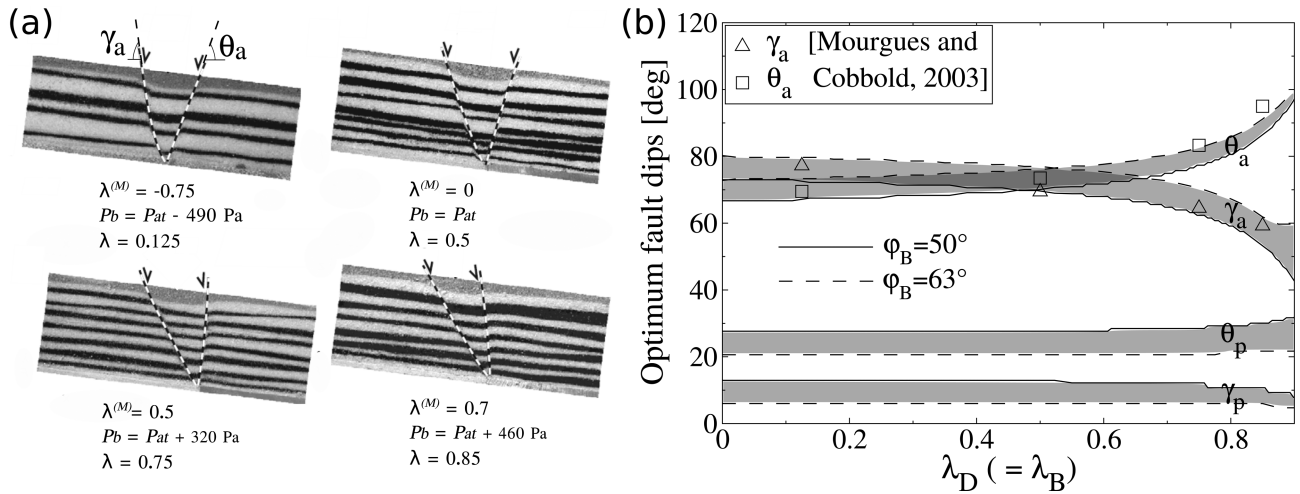 (a)
γa
θa
λ(M) = -0.75
Pb = Pat - 490 Pa
λ = 0.125
λ(M) = 0
Pb = Pat
λ = 0.5
λ(M)= 0.5
Pb = Pat + 320 Pa
λ = 0.75
λ(M) = 0.7
Pb = Pat + 460 Pa
λ = 0.85
(b)
Optimum fault dips [deg]
120
100
80
60
40
20
0
γa [Mourgues and
θa Cobbold, 2003]
θa
γa
φB=50°
φB=63°
θp
γp
0
0.2
0.4
0.6
0.8
λD ( = λB)